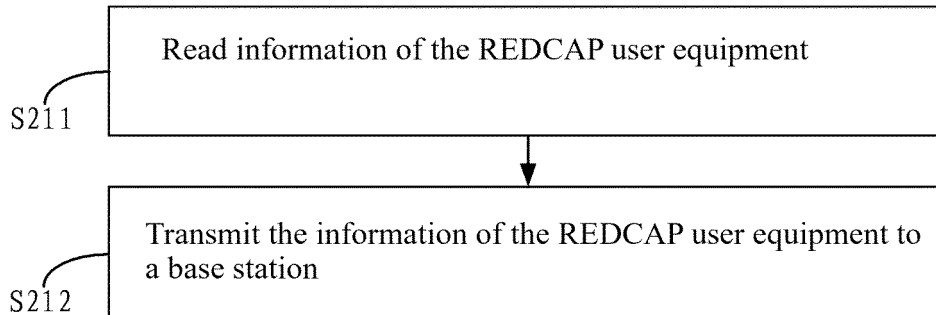 Read information of the REDCAP user equipment
S211
Transmit the information of the REDCAP user equipment to
a base station
S212